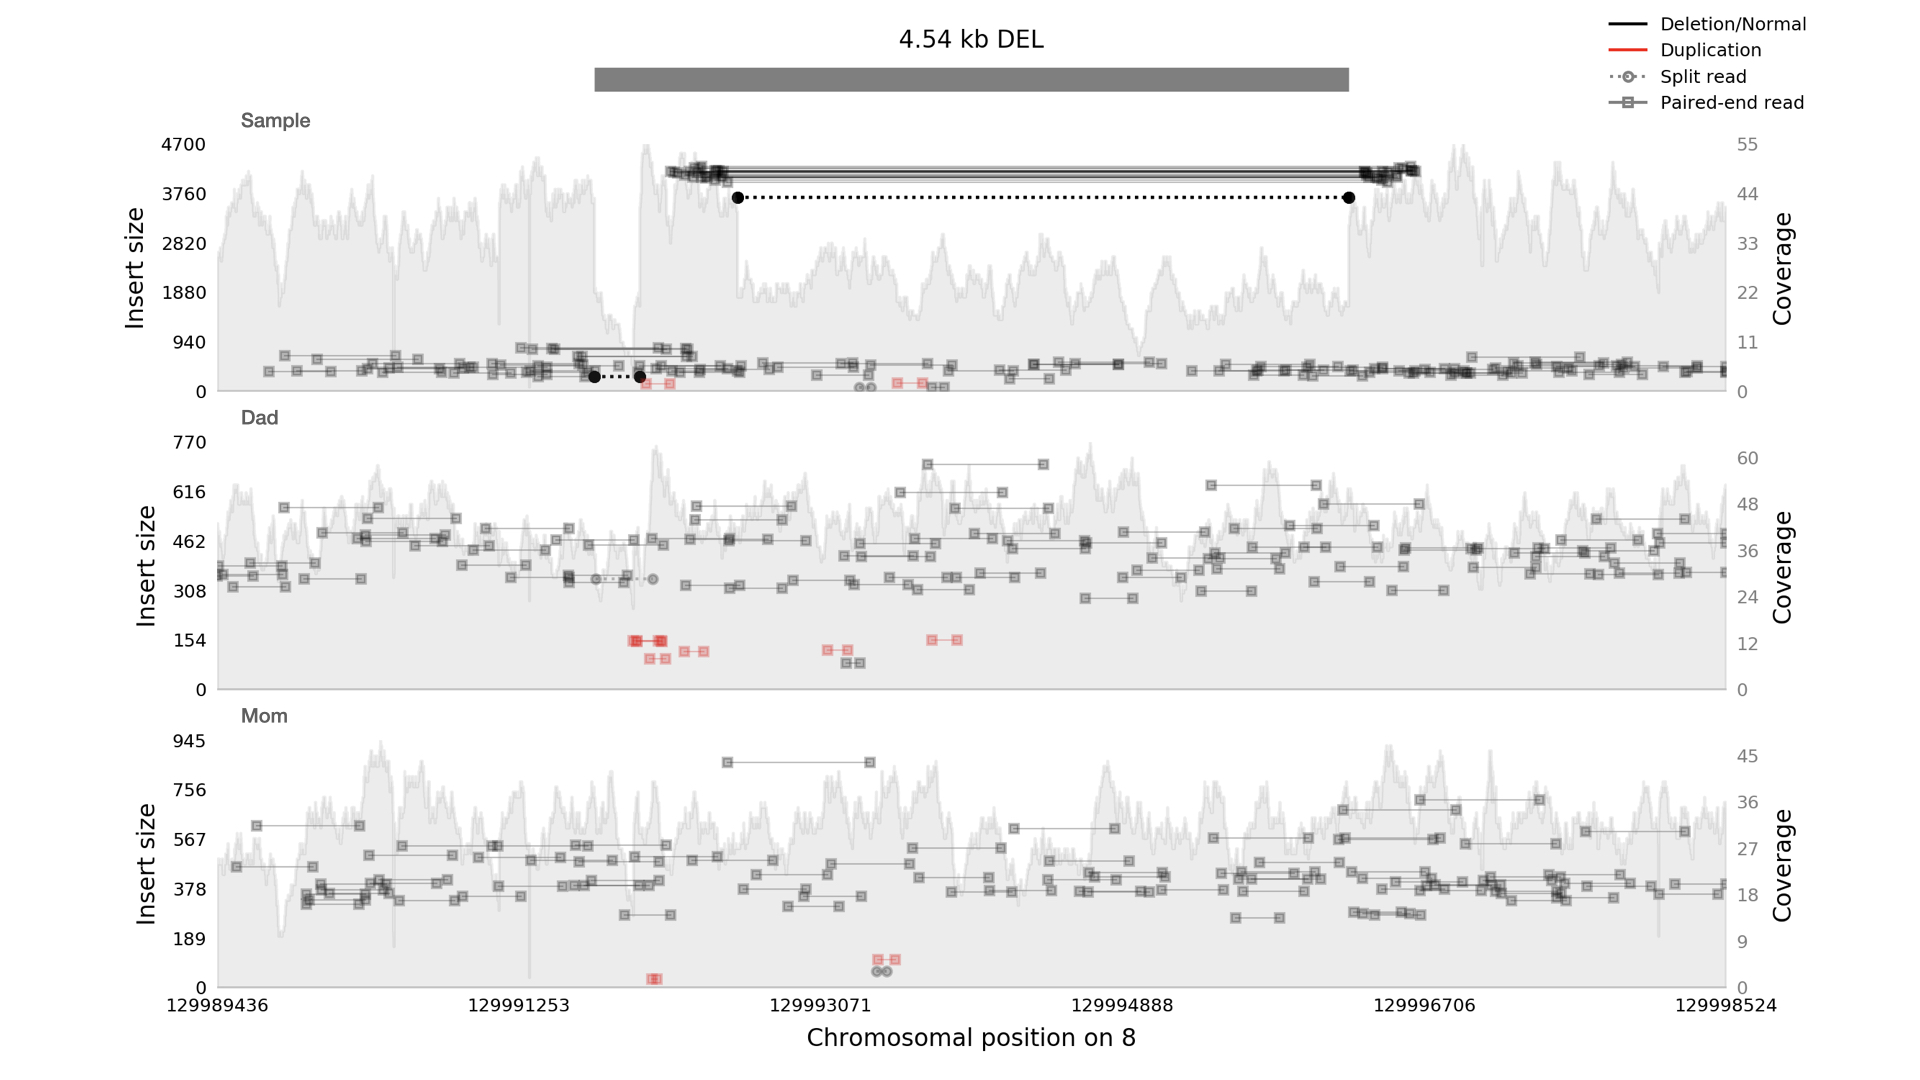 4.54 kb DEL
Deletion/Normal
Duplication
Split read
Paired-end read
Sample
4700
3760
2820
1880
940
0
Insert size
55
44
33
22
11
0
Coverage
Dad
770
616
462
308
154
0
Insert size
60
48
36
24
12
0
Coverage
Mom
945
756
567
378
189
0
Insert size
45
36
27
18
9
0
Coverage
129989436 129991253 129993071 129994888 129996706 129998524
Chromosomal position on 8